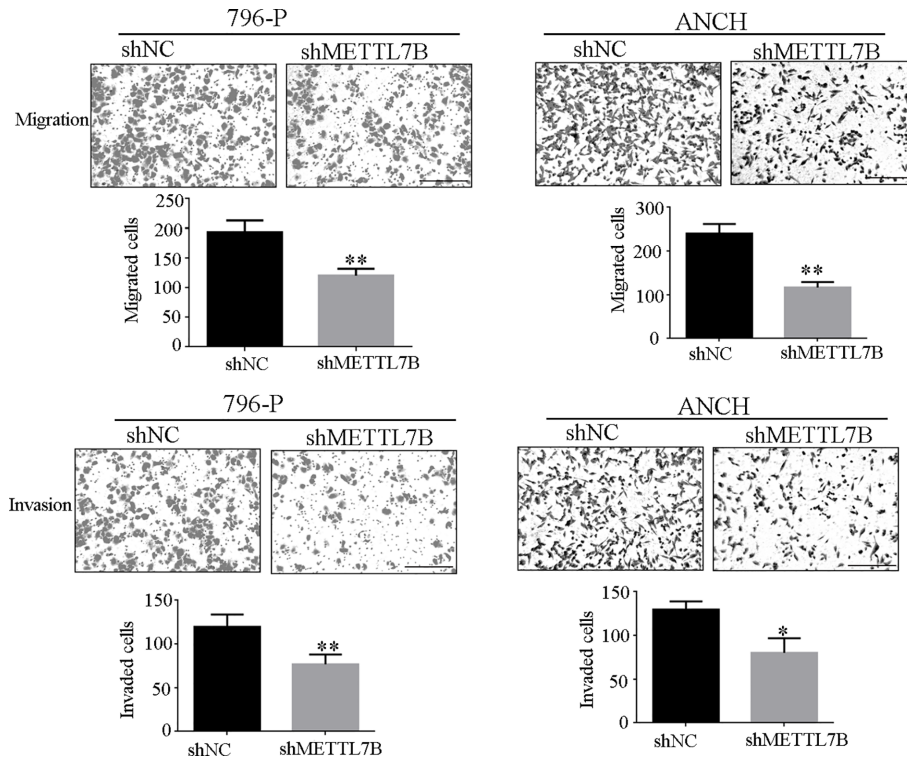 796-P
ANCH
shNC shMETTL7B
shNC shMETTL7B
Migration
Migrated cells
250
200
150
100
50
0
**
shNC shMETTL7B
Migrated cells
300
200
100
0
**
shNC shMETTL7B
796-P
ANCH
shNC shMETTL7B
shNC shMETTL7B
Invasion
Invaded cells
150
100
50
0
**
shNC shMETTL7B
Invaded cells
150
100
50
0
*
shNC shMETTL7B